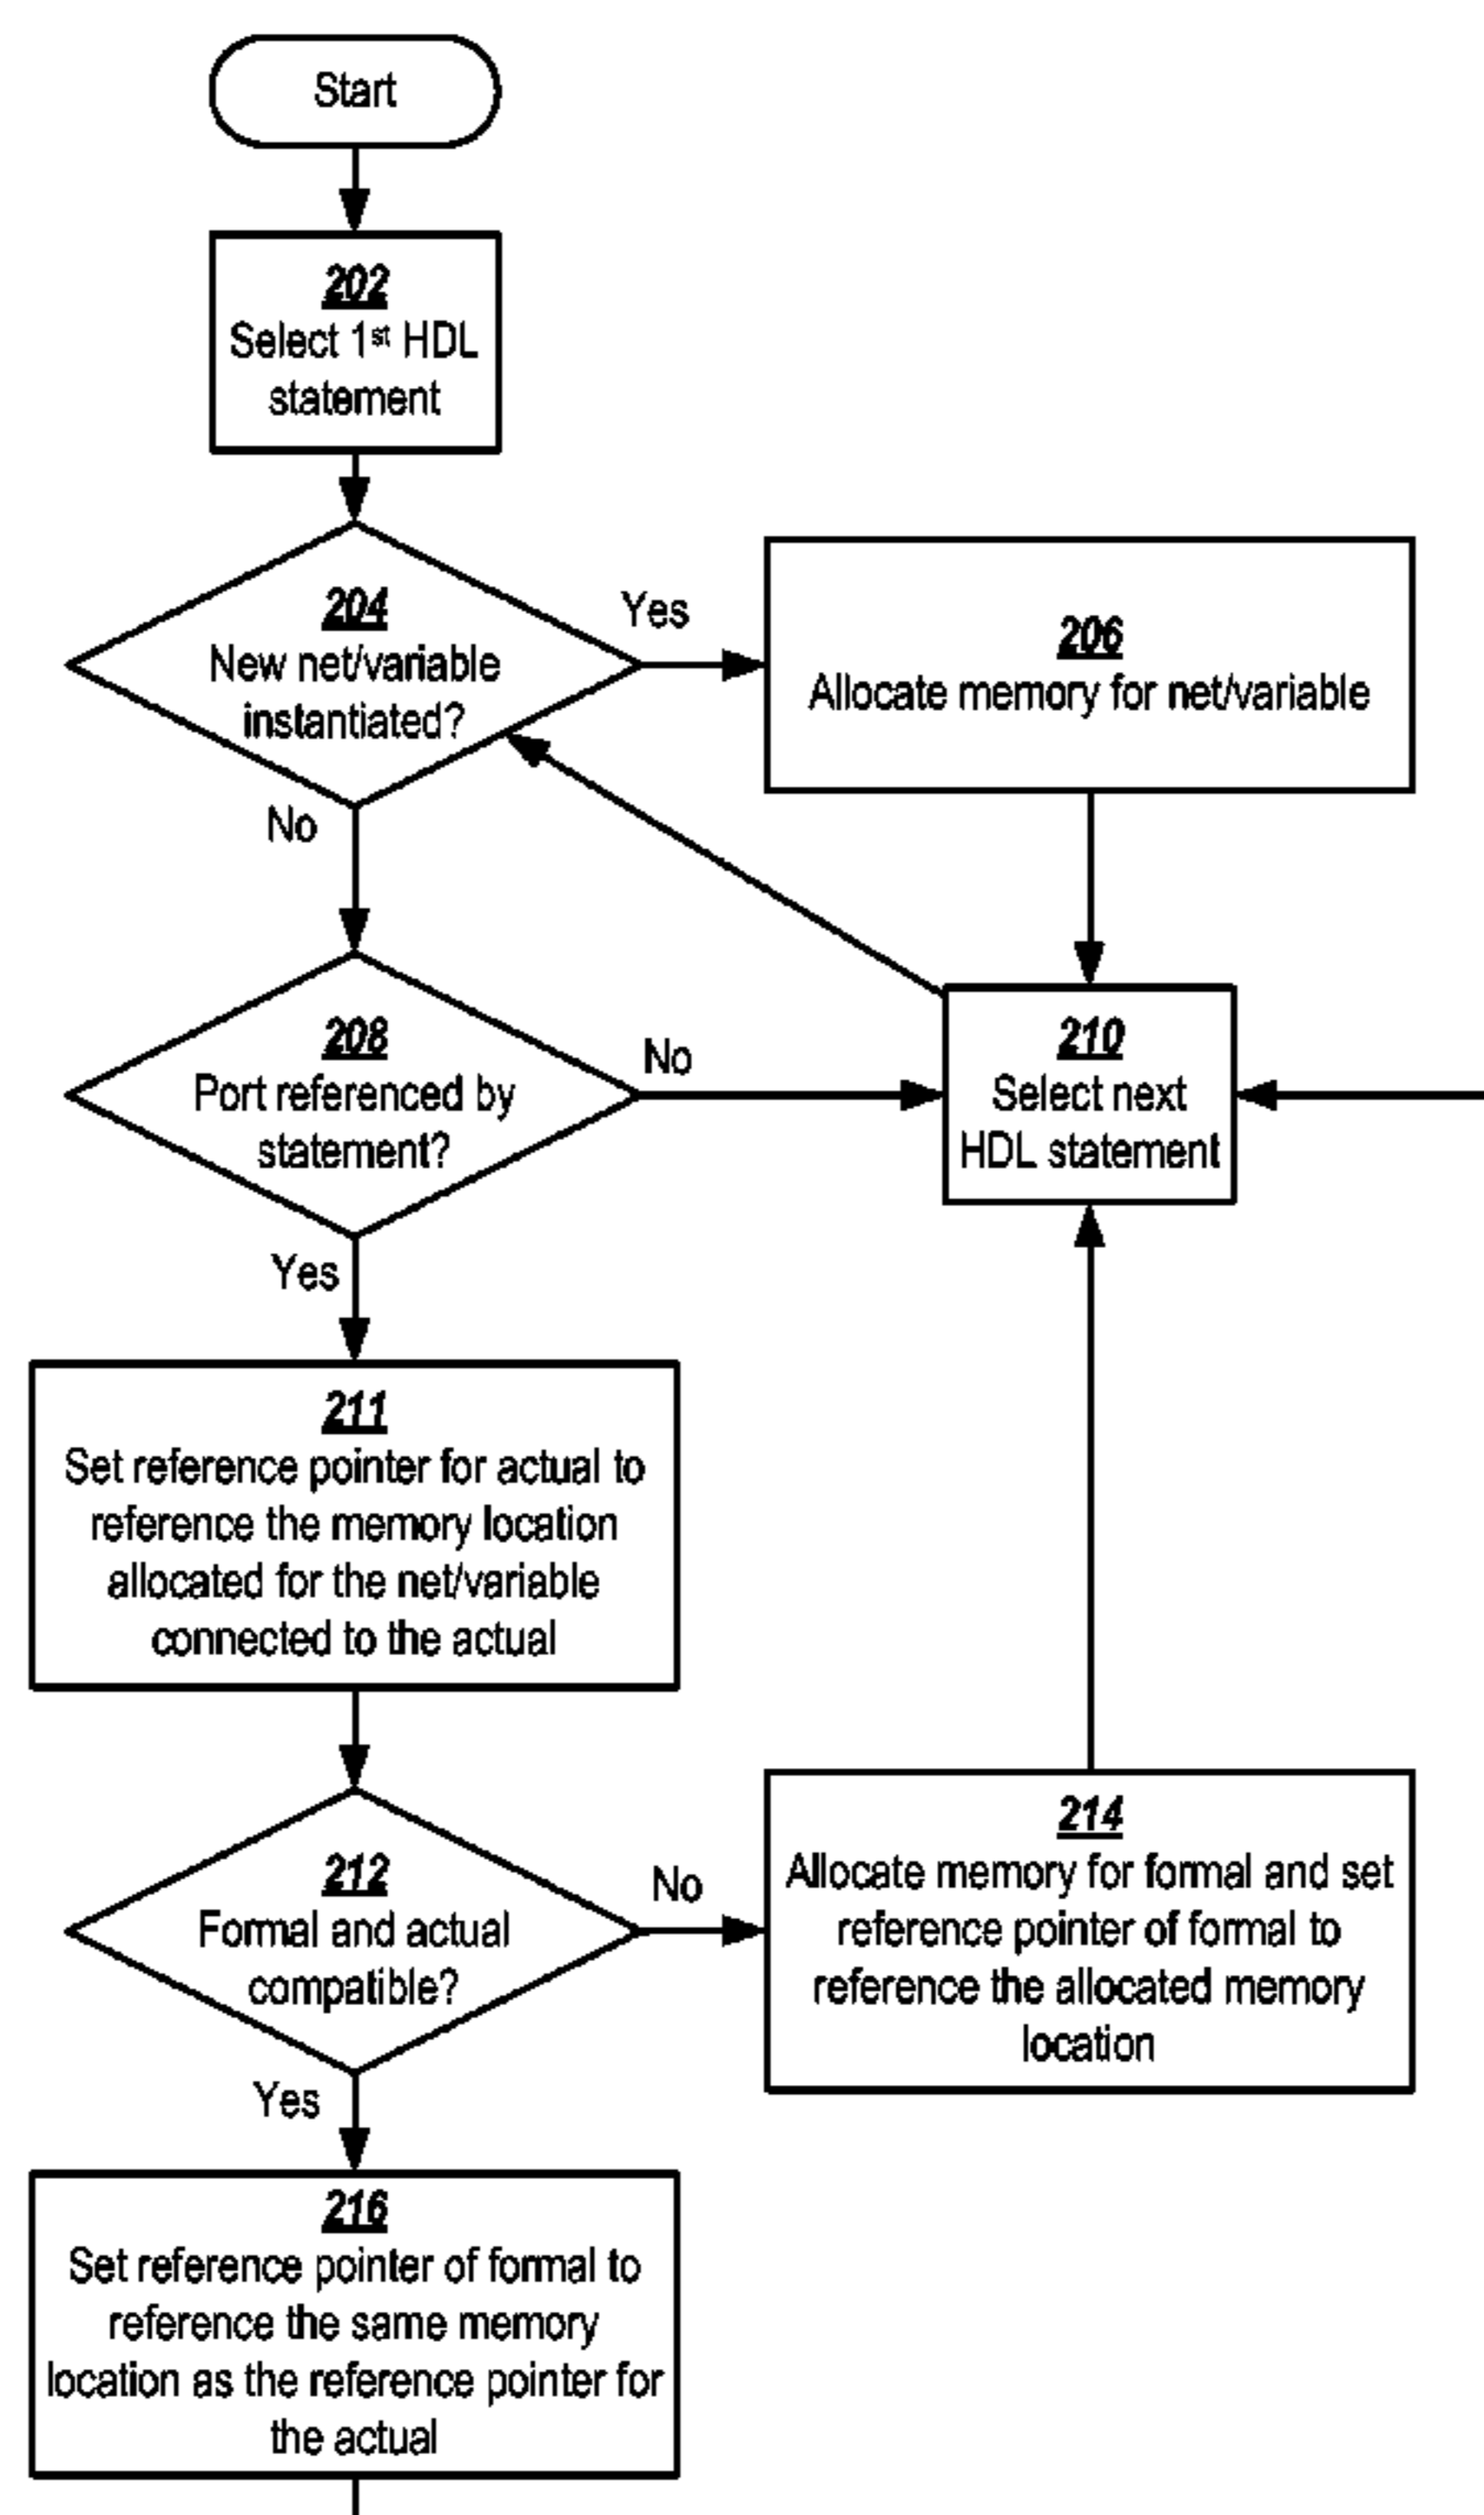 Start
202
Select 1st HDL
statement
204
New net/variable
instantiated?
Yes
206
Allocate memory for net/variable
No
208
Port referenced by
statement?
No
210
Select next
HDL statement
Yes
211
Set reference pointer for actual to
reference the memory location
allocated for the net/variable
connected to the actual
212
Formal and actual
compatible?
No
214
Allocate memory for formal and set
reference pointer of formal to
reference the allocated memory
location
Yes
216
Set reference pointer of formal to
reference the same memory
location as the reference pointer for
the actual